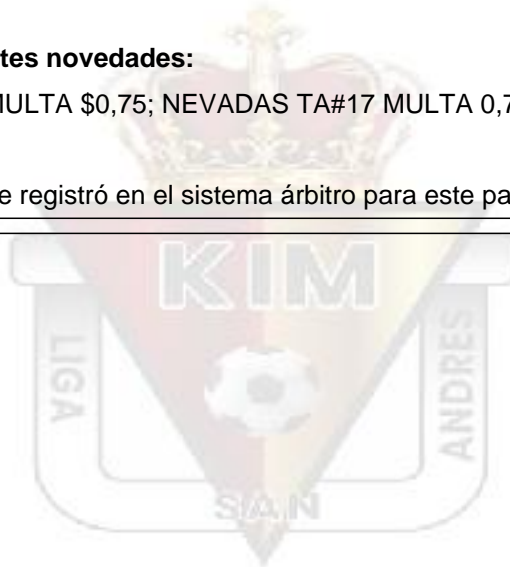 tes novedades:
MULTA $0,75; NEVADAS TA#17 MULTA 0,7
e registró en el sistema árbitro para este pa
KIM
LIGA
ANDRES
SAN